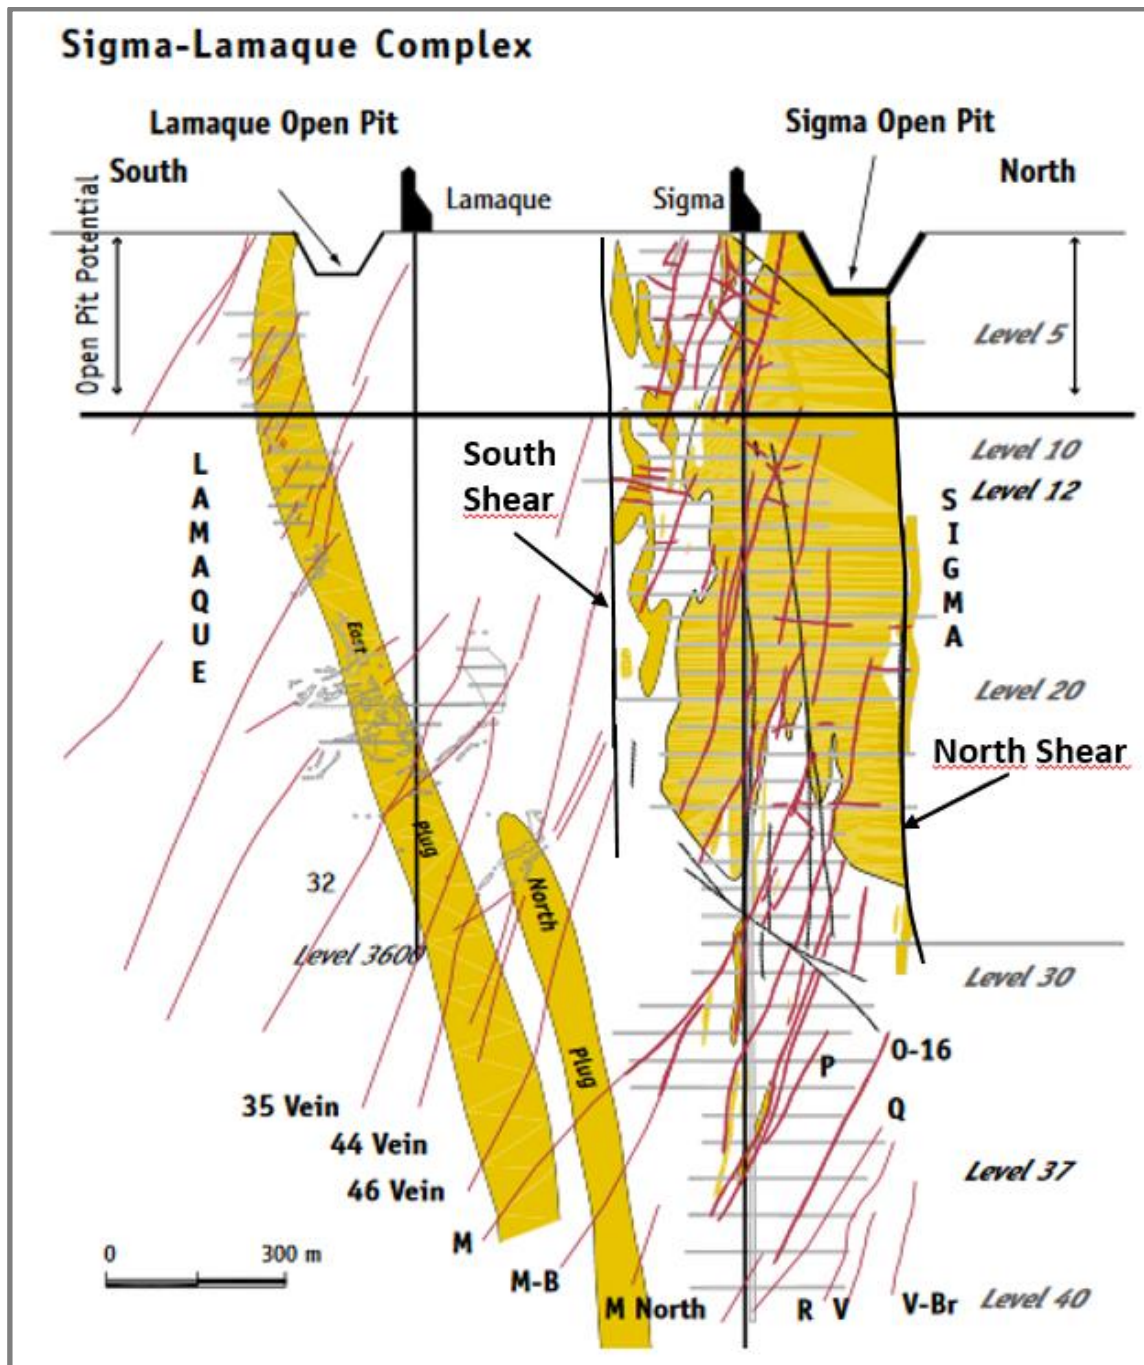 Sigma-Lamaque Complex
Lamaque Open Pit
Sigma Open Pit
South
North
Lamaque
Sigma
Open Pit Potential
Level 5
Level 10
South
Shear
Level 12
LAMAQUE
SIGMA
East
Level 20
North Shear
Plug
32
North
Level 3600
Level 30
O-16
P
Plug
Q
35 Vein
44 Vein
Level 37
46 Vein
M
0 300 m
M-B
M North
R V
V-Br
Level 40